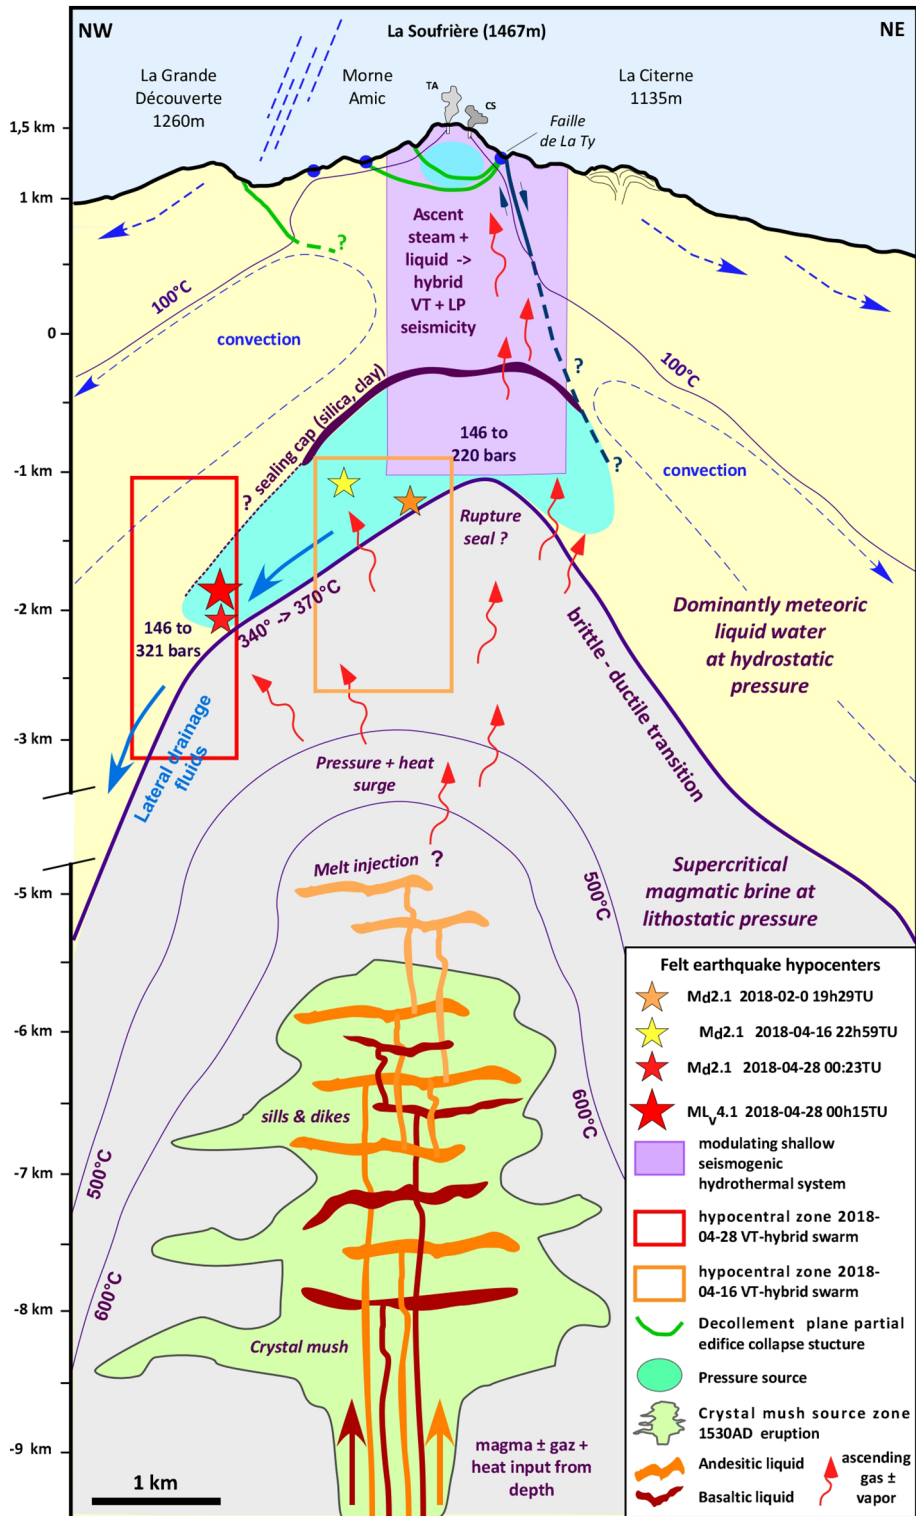 NW
La Soufrière (1467m)
NE
La Grande
Découverte
1260m
Morne
Amic
TA
CS
Faille
de La Ty
La Citerne
1135m
1,5 km
1 km
0
-1 km
-2 km
-3 km
-5 km
-6 km
-7 km
-8 km
-9 km
?
Ascent
steam +
liquid ->
hybrid
VT + LP
seismicity
100°C
convection
? sealing cap (silica, clay)
146 to
220 bars
?
?
100°C
convection
Rupture
seal ?
340° -> 370°C
146 to
321 bars
Lateral drainage
fluids
brittle - ductile transition
Dominantly meteoric
liquid water
at hydrostatic
pressure
Pressure + heat
surge
Melt injection ?
500°C
Supercritical
magmatic brine at
lithostatic pressure
600°C
sills & dikes
500°C
600°C
Crystal mush
magma ± gaz +
heat input from
depth
1 km
Felt earthquake hypocenters
Md2.1 2018-02-0 19h29TU
Md2.1 2018-04-16 22h59TU
Md2.1 2018-04-28 00:23TU
MLv4.1 2018-04-28 00h15TU
modulating shallow
seismogenic
hydrothermal system
hypocentral zone 2018-
04-28 VT-hybrid swarm
hypocentral zone 2018-
04-16 VT-hybrid swarm
Decollement plane partial
edifice collapse stucture
Pressure source
Crystal mush source zone
1530AD eruption
Andesitic liquid
Basaltic liquid
ascending
gas ±
vapor